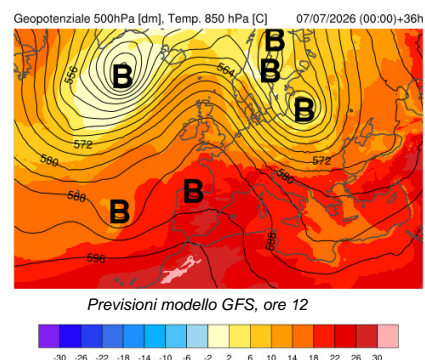 Geopotenziale 500hPa [dm], Temp. 850 hPa [C] 07/07/2026 (00:00)+36h
B
B
B 564
556
B
572
572
580
580
588
B
B
588
596
Previsioni modello GFS, ore 12
-30 -26 -22 -18 -14 -10 -6 -2 2 6 10 14 18 22 26 30